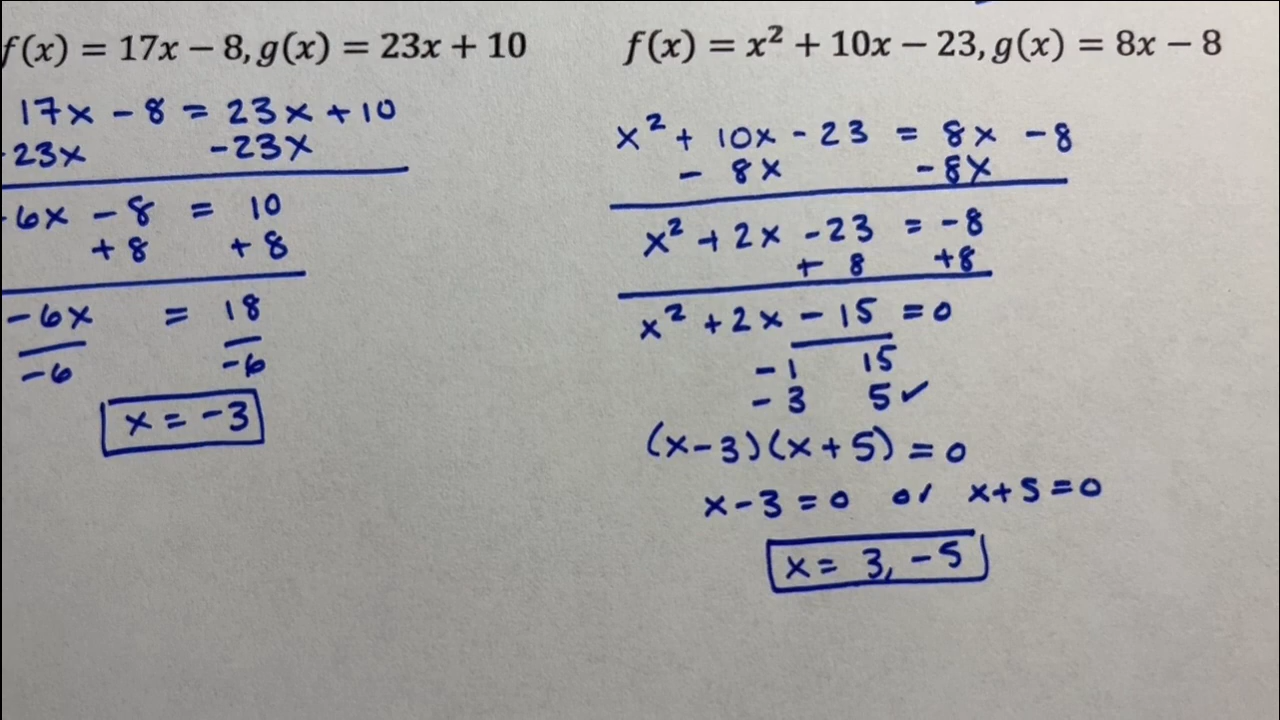 f(x) = 17x − 8, g(x) = 23x + 10
17x - 8 = 23x + 10
-23x -23x
-6x - 8 = 10
+8 +8
-6x = 18
-6 -6
x = -3
f(x) = x² + 10x − 23, g(x) = 8x − 8
x² + 10x - 23 = 8x - 8
- 8x -8x
x² + 2x - 23 = -8
+ 8 +8
x² + 2x - 15 = 0
-1 15
-3 5 ✓
(x-3)(x+5) = 0
x-3=0 or x+5=0
x = 3, -5